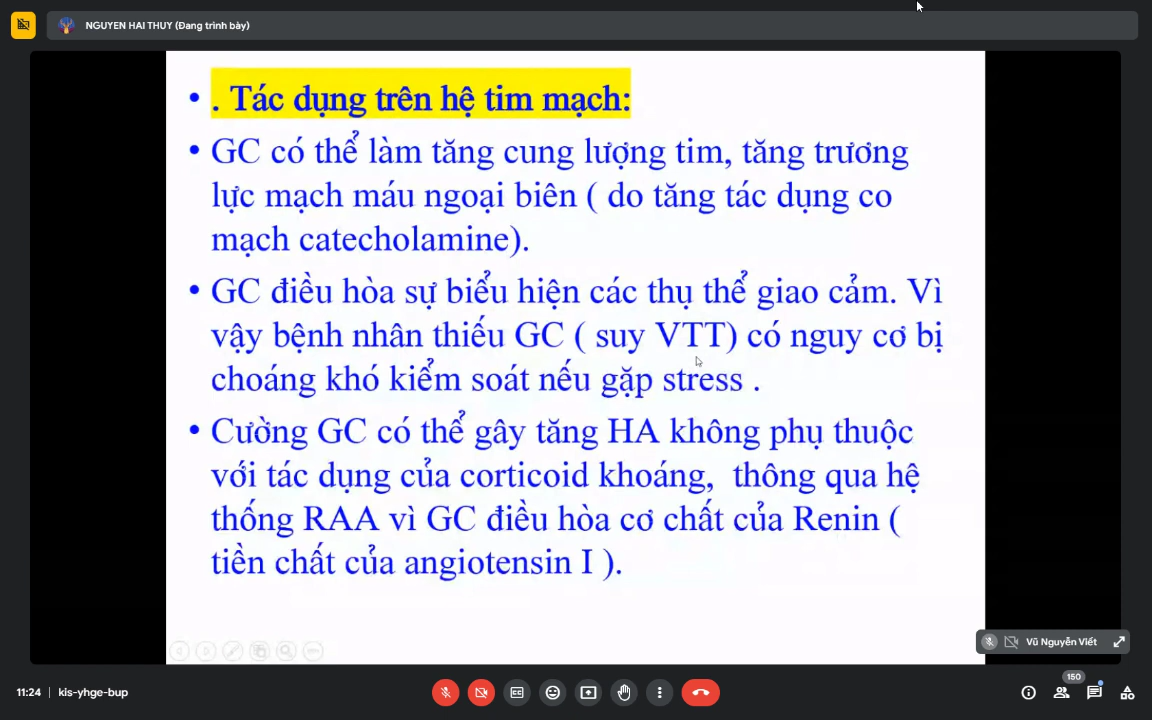 NGUYEN HAI THUY (Đang trình bày)
. Tác dụng trên hệ tim mạch:
GC có thể làm tăng cung lượng tim, tăng trương
lực mạch máu ngoại biên ( do tăng tác dụng co
mạch catecholamine).
GC điều hòa sự biểu hiện các thụ thể giao cảm. Vì
vậy bệnh nhân thiếu GC ( suy VTT) có nguy cơ bị
choáng khó kiểm soát nếu gặp stress .
Cường GC có thể gây tăng HA không phụ thuộc
với tác dụng của corticoid khoáng, thông qua hệ
thống RAA vì GC điều hòa cơ chất của Renin (
tiền chất của angiotensin I ).
Vũ Nguyễn Viết
11:24 | kis-yhge-bup
150